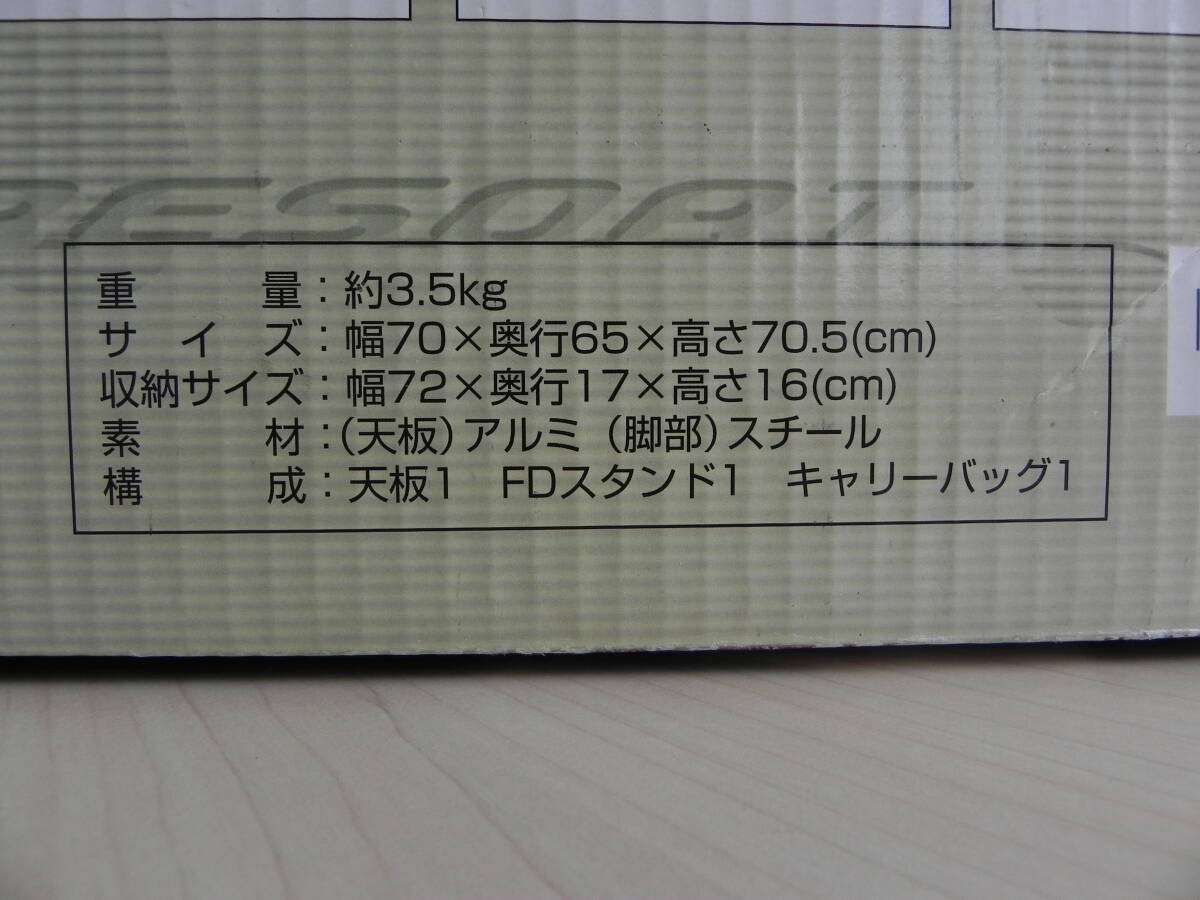 RESORT
重　　　量：約3.5kg
サ　イ　ズ：幅70×奥行65×高さ70.5(cm)
収納サイズ：幅72×奥行17×高さ16(cm)
素　　　材：(天板)アルミ (脚部)スチール
構　　　成：天板1　FDスタンド1　キャリーバッグ1